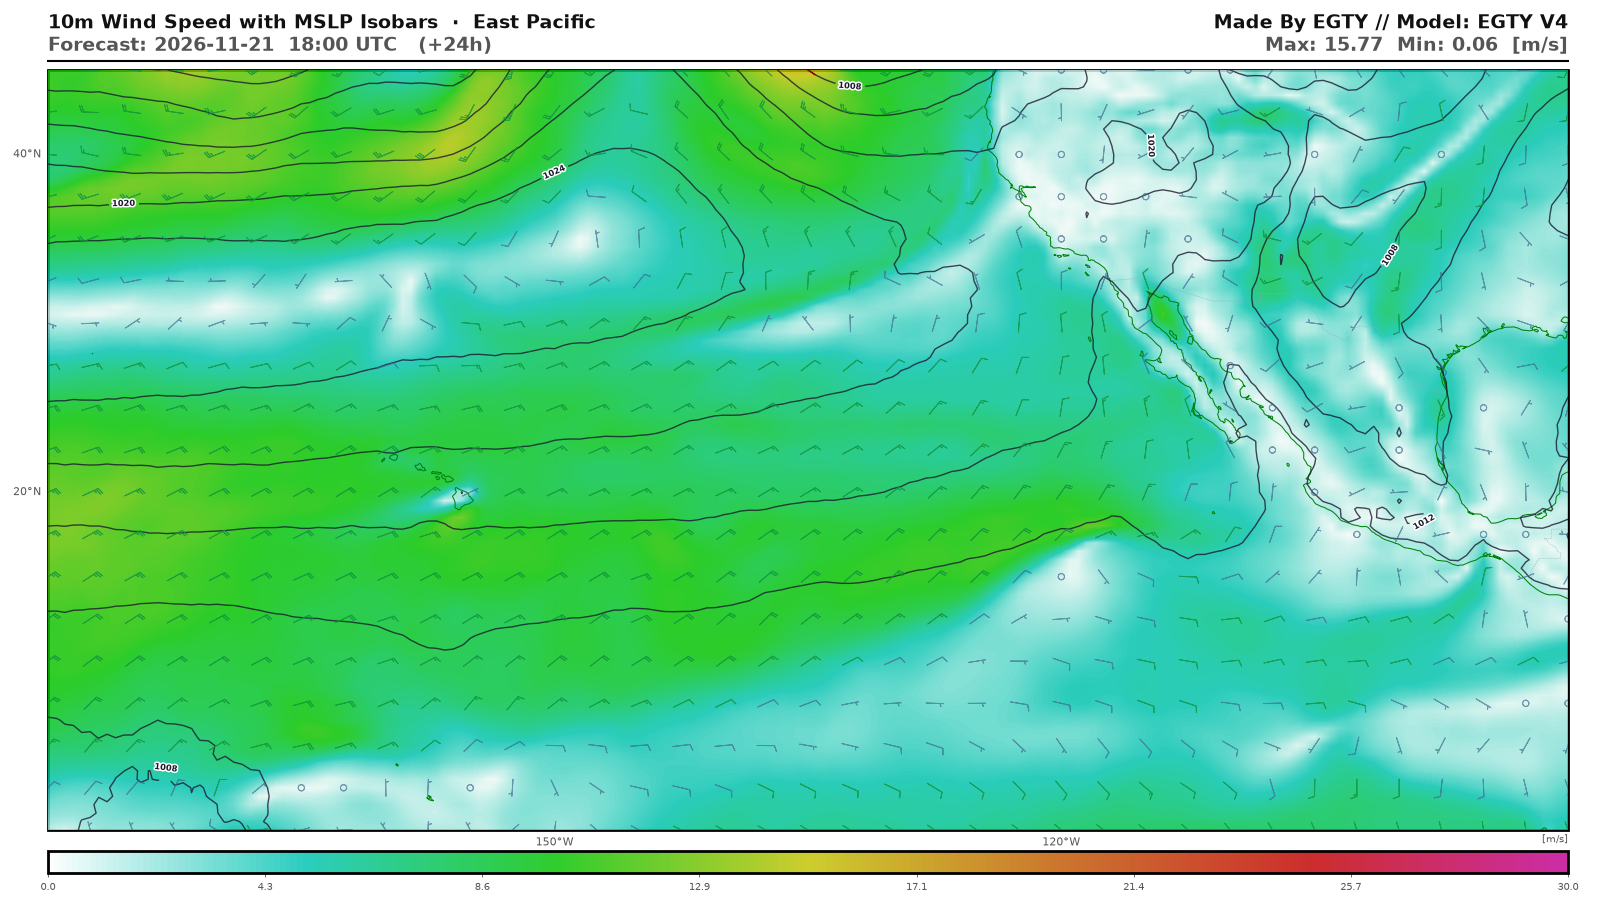 10m Wind Speed with MSLP Isobars · East Pacific
Made By EGTY // Model: EGTY V4
Forecast: 2026-11-21 18:00 UTC (+24h)
Max: 15.77 Min: 0.06 [m/s]
1008
1020
40°N
1024
1020
1008
20°N
1012
1008
150°W
120°W
[m/s]
0.0
4.3
8.6
12.9
17.1
21.4
25.7
30.0